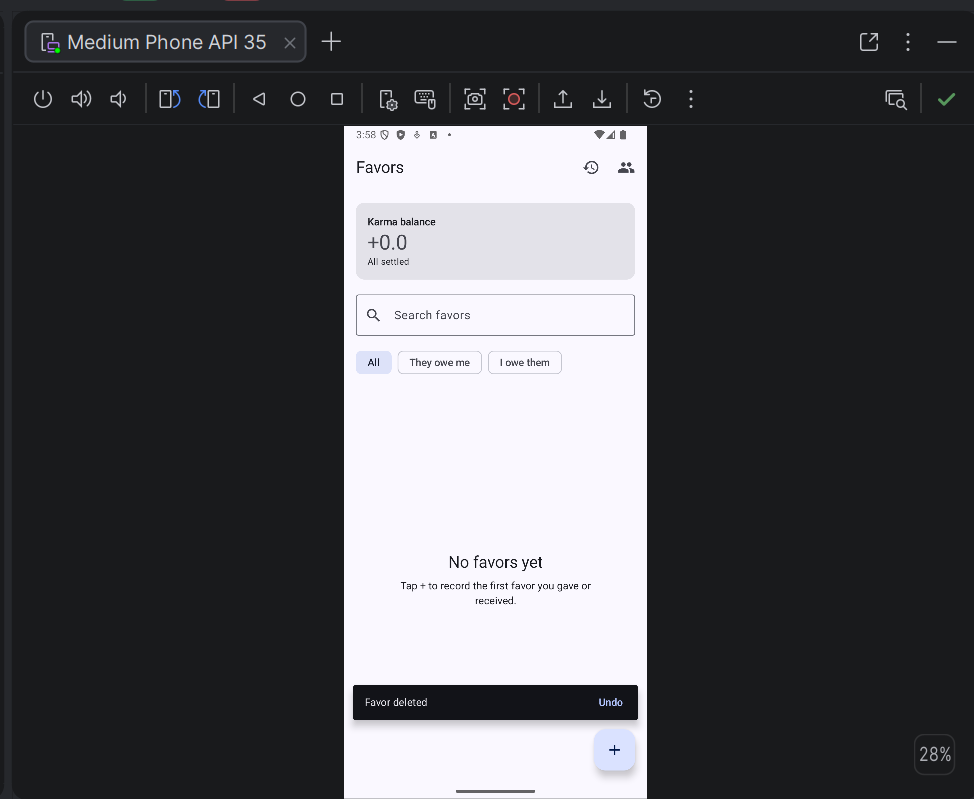 Medium Phone API 35
3:58
Favors
Karma balance
+0.0
All settled
Search favors
All
They owe me
I owe them
No favors yet
Tap + to record the first favor you gave or
received.
Favor deleted
Undo
+
28%